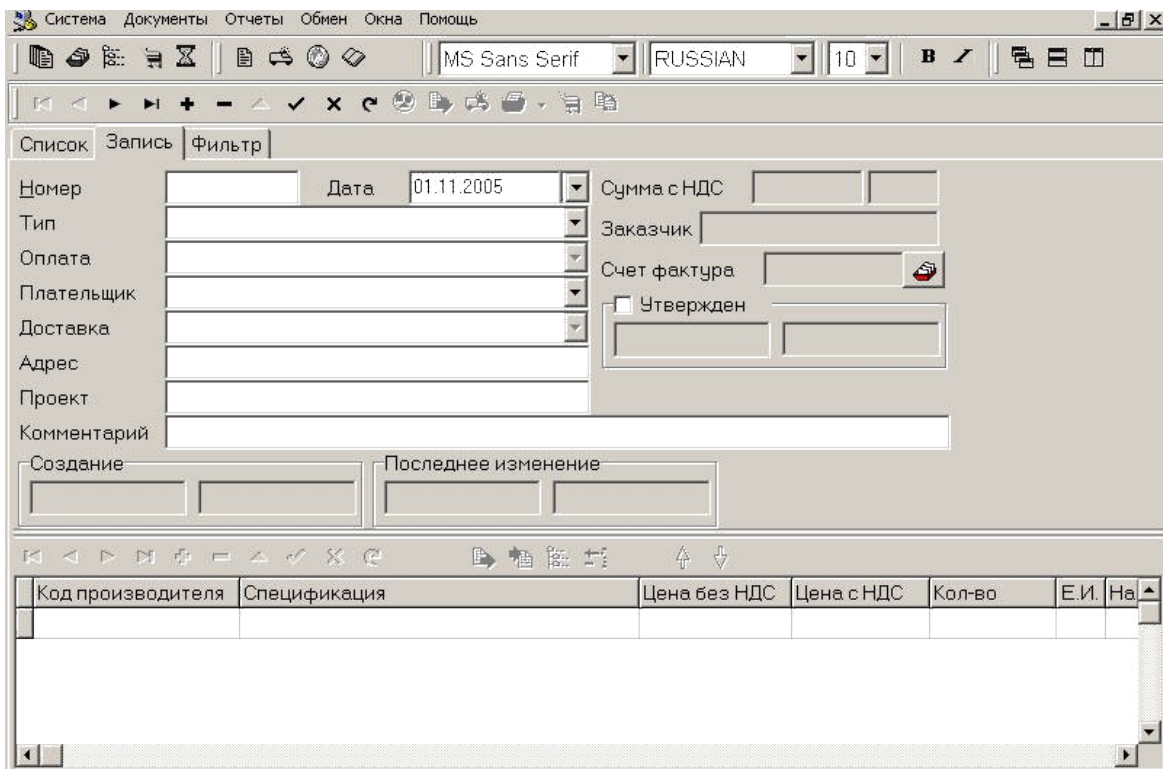 Система Документы Отчеты Обмен Окна Помощь
MS Sans Serif RUSSIAN 10 B I
Список Запись Фильтр
Номер Дата 01.11.2005 Сумма с НДС
Тип Заказчик
Оплата Счет фактура
Плательщик Утвержден
Доставка
Адрес
Проект
Комментарий
Создание Последнее изменение
Код производителя Спецификация Цена без НДС Цена с НДС Кол-во Е.И. На